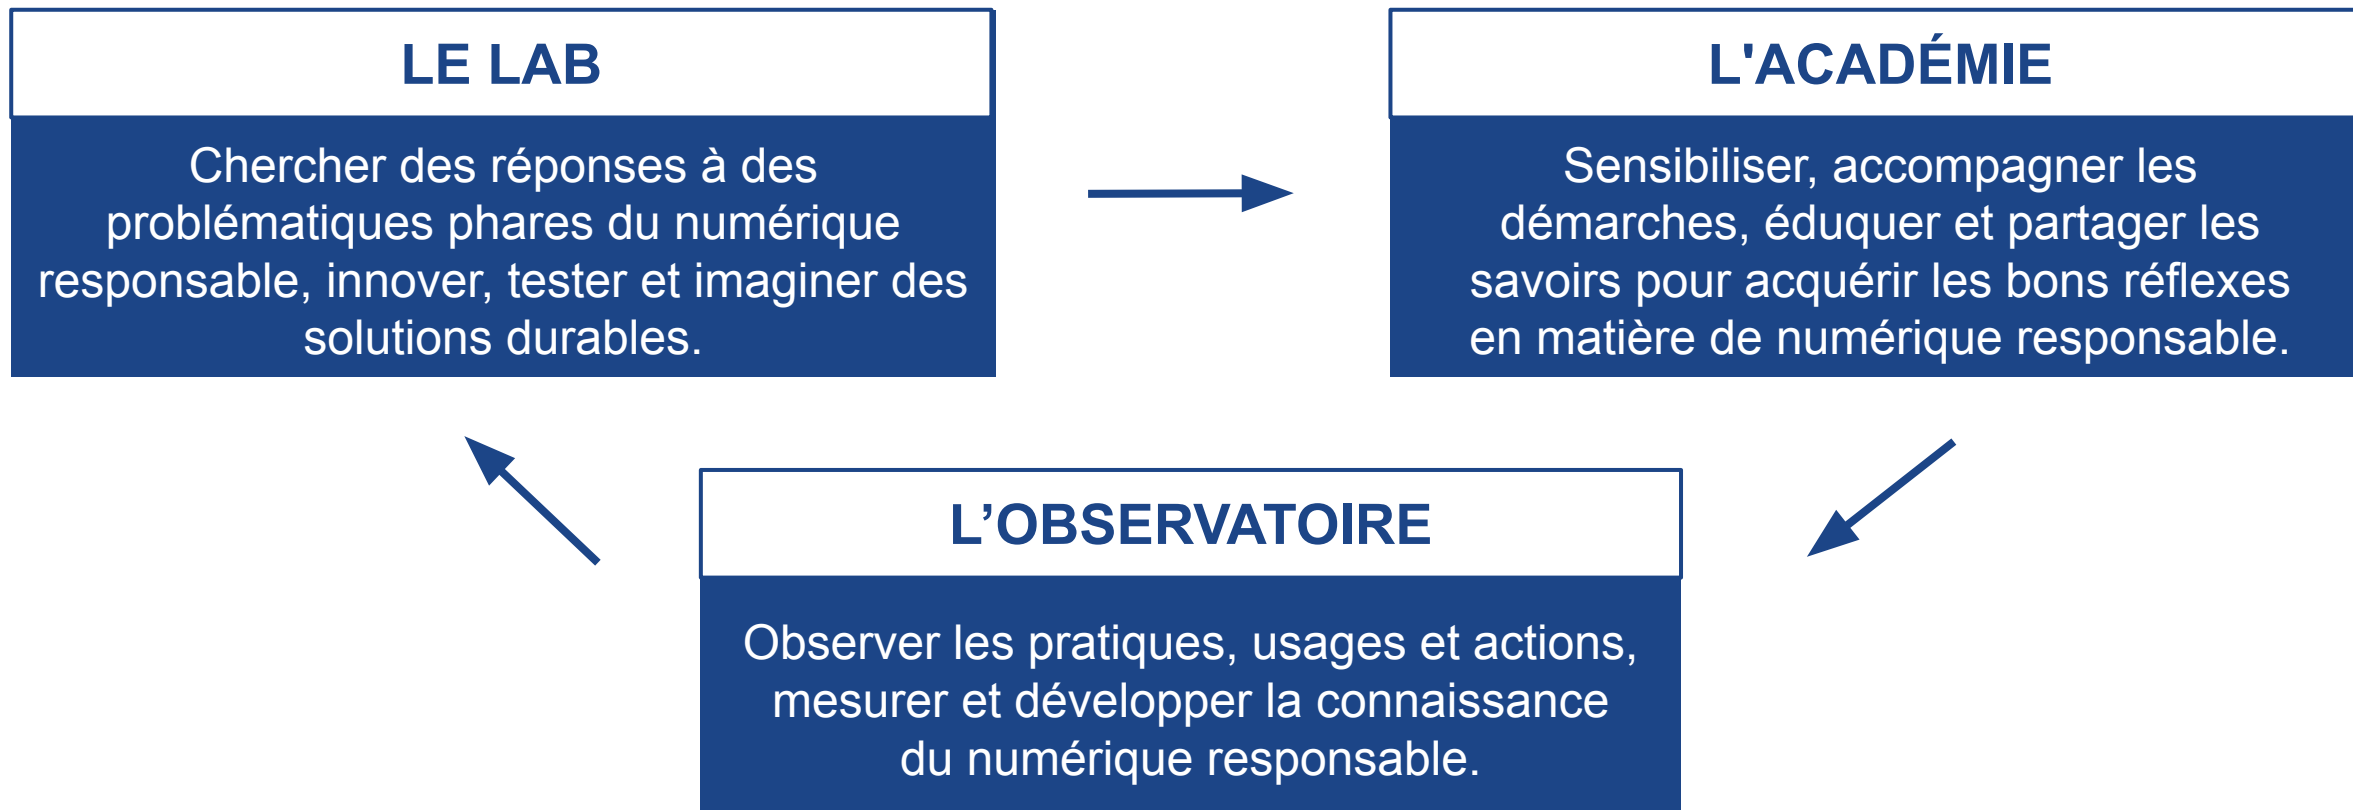 LE LAB
Chercher des réponses à des
problématiques phares du numérique
responsable, innover, tester et imaginer des
solutions durables.
L'ACADÉMIE
Sensibiliser, accompagner les
démarches, éduquer et partager les
savoirs pour acquérir les bons réflexes
en matière de numérique responsable.
L’OBSERVATOIRE
Observer les pratiques, usages et actions,
mesurer et développer la connaissance
du numérique responsable.